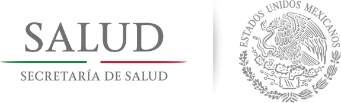 SALUD
SECRETARÍA DE SALUD
ESTADOS UNIDOS MEXICANOS